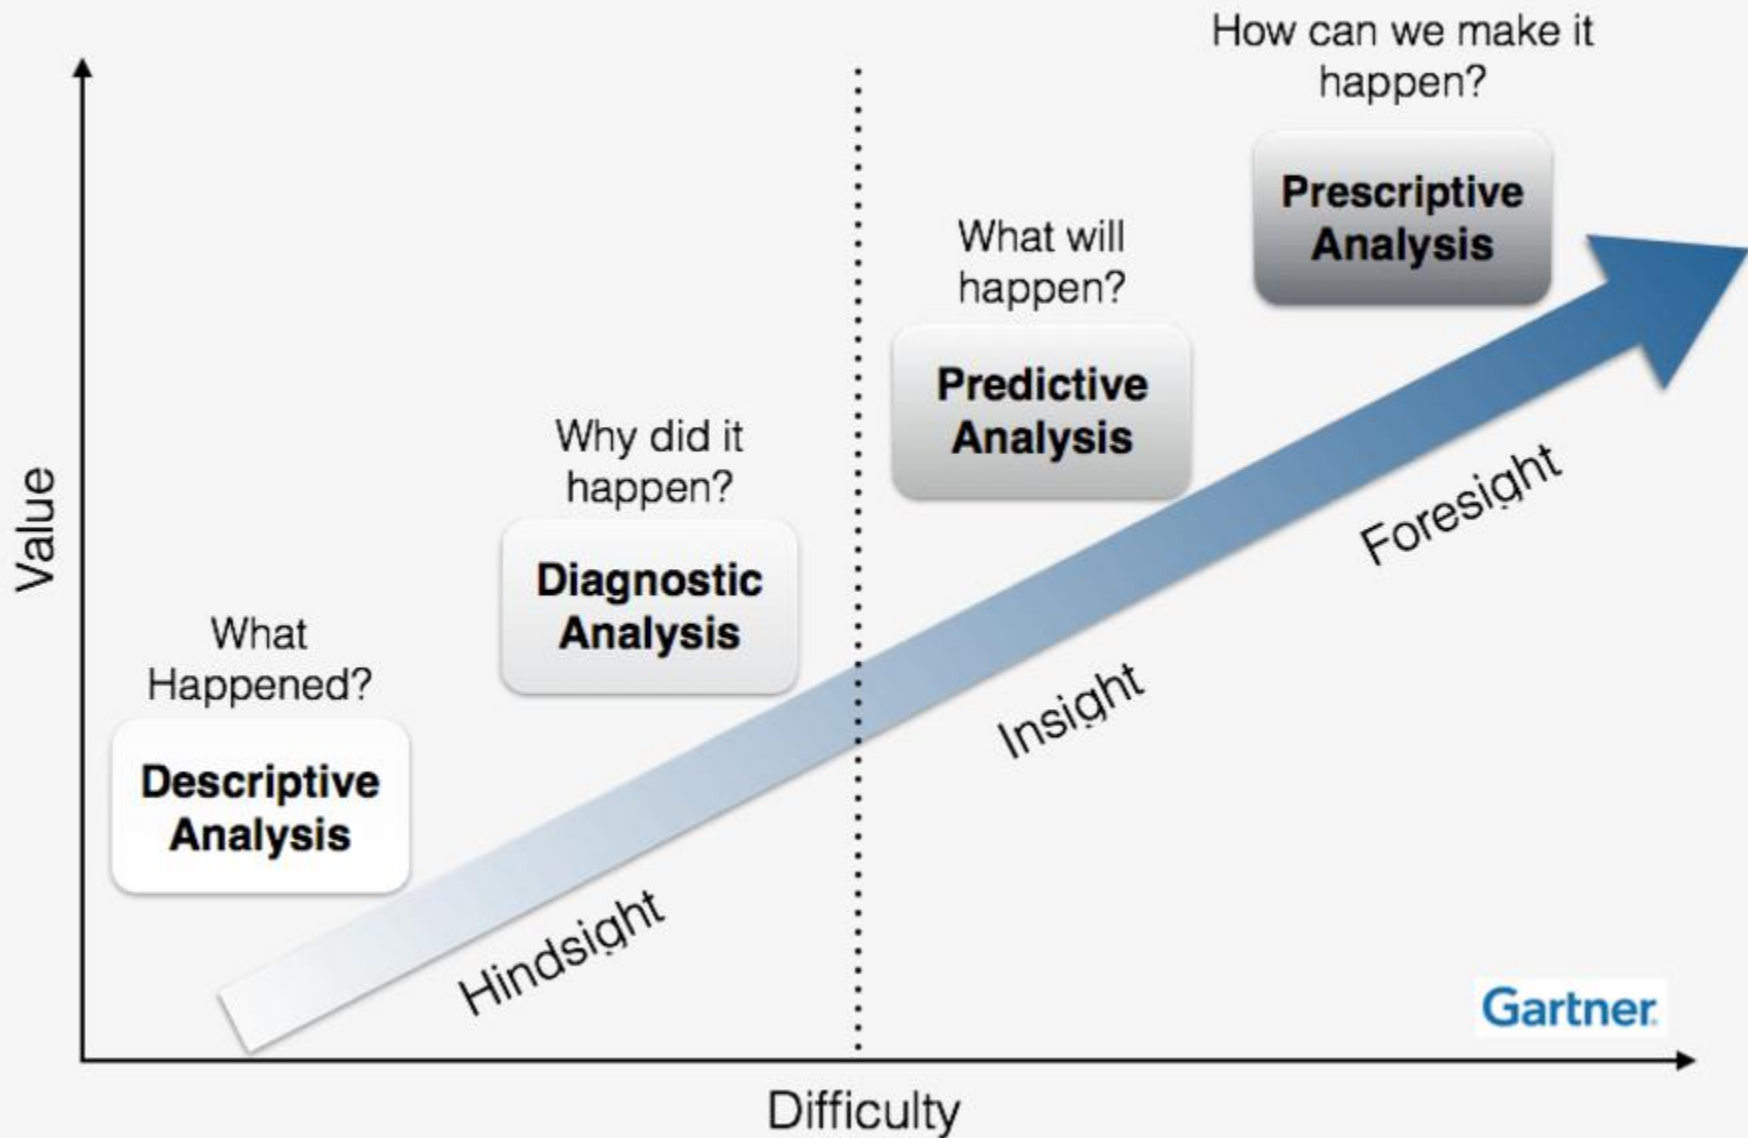 How can we make it
happen?
Prescriptive
Analysis
What will
happen?
Predictive
Analysis
Why did it
happen?
Diagnostic
Analysis
What
Happened?
Descriptive
Analysis
Value
Hindsight
Insight
Foresight
Gartner.
Difficulty